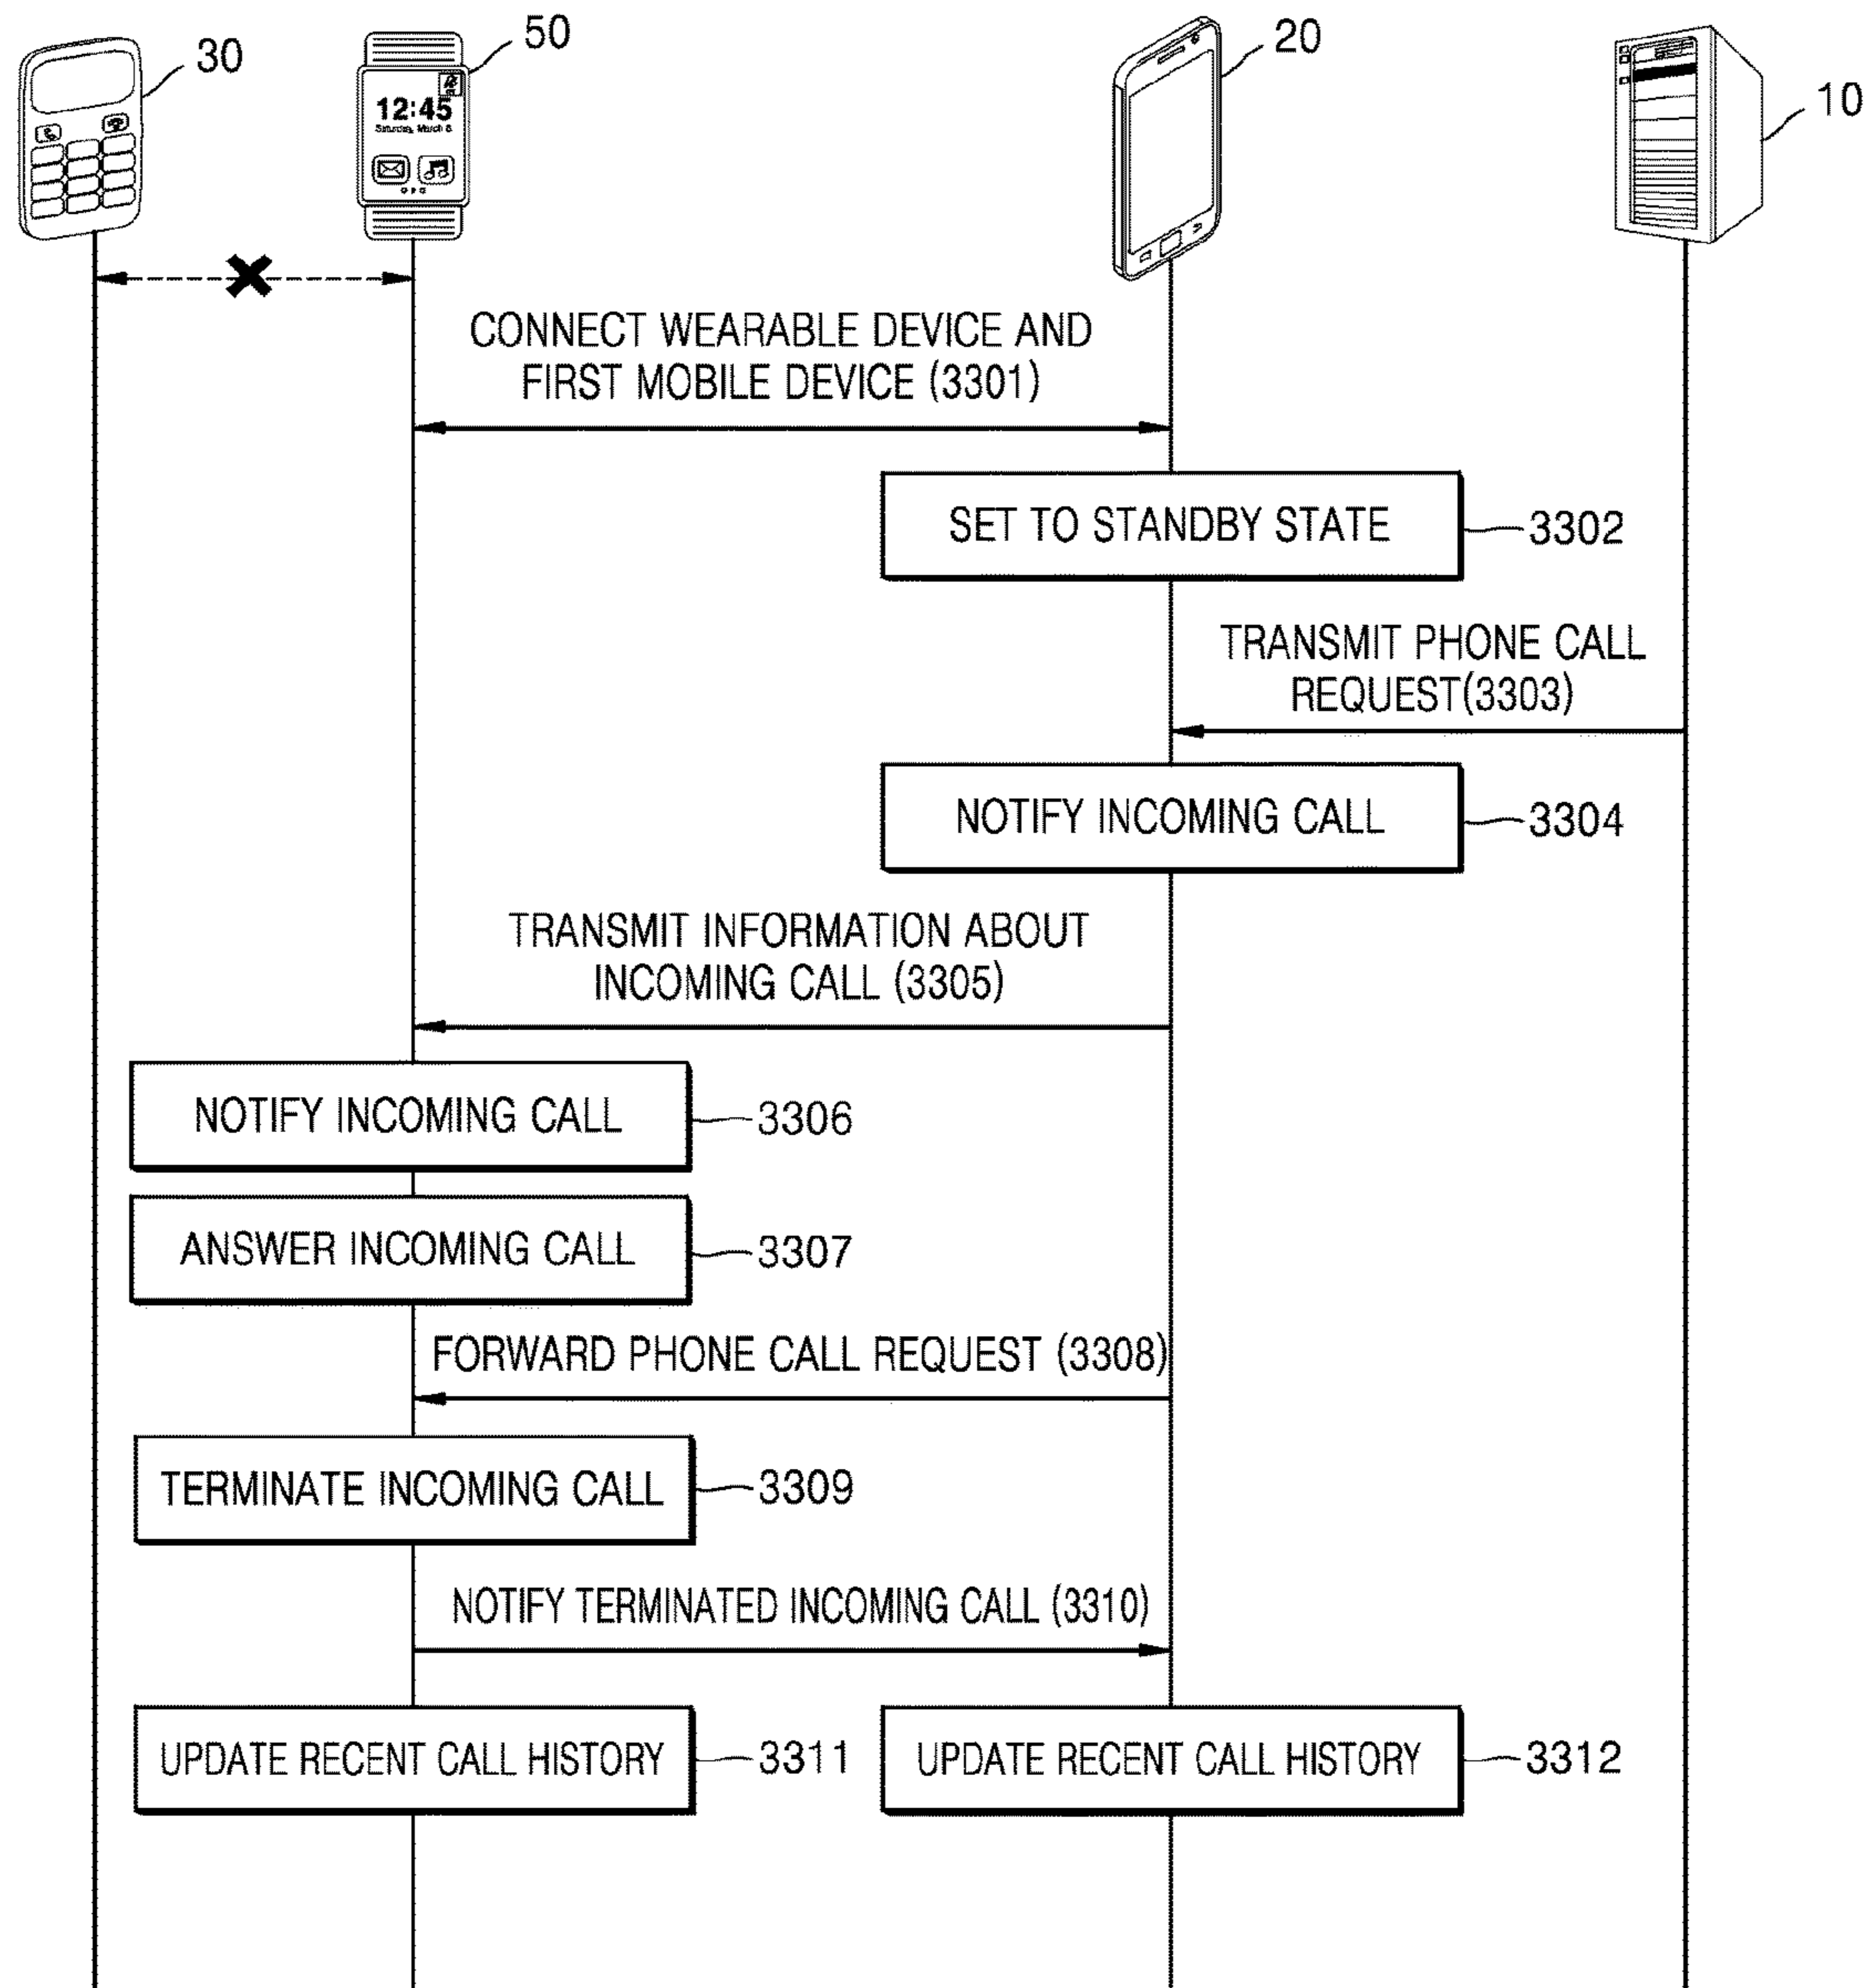 30
50
20
10
12:45
Saturday, March 8
CONNECT WEARABLE DEVICE AND
FIRST MOBILE DEVICE (3301)
SET TO STANDBY STATE
3302
TRANSMIT PHONE CALL
REQUEST(3303)
NOTIFY INCOMING CALL
3304
TRANSMIT INFORMATION ABOUT
INCOMING CALL (3305)
NOTIFY INCOMING CALL
3306
ANSWER INCOMING CALL
3307
FORWARD PHONE CALL REQUEST (3308)
TERMINATE INCOMING CALL
3309
NOTIFY TERMINATED INCOMING CALL (3310)
UPDATE RECENT CALL HISTORY
3311
UPDATE RECENT CALL HISTORY
3312